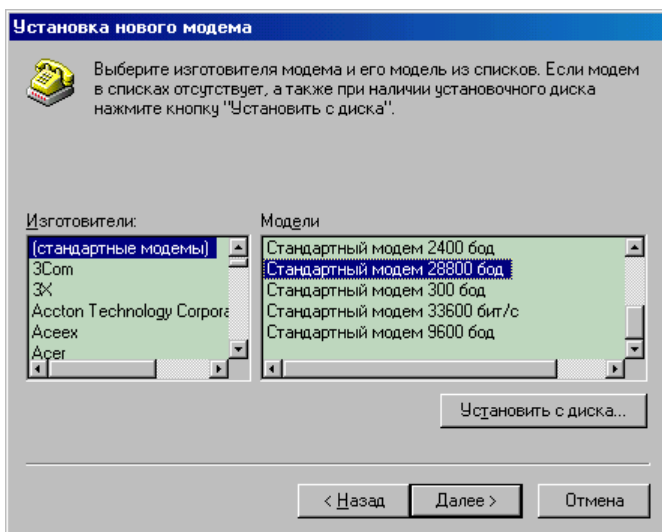 Установка нового модема
Выберите изготовителя модема и его модель из списков. Если модем
в списках отсутствует, а также при наличии установочного диска
нажмите кнопку "Установить с диска".
Изготовители:
(стандартные модемы)
3Com
3X
Accton Technology Corpora
Aceex
Acer
Модели
Стандартный модем 2400 бод
Стандартный модем 28800 бод
Стандартный модем 300 бод
Стандартный модем 33600 бит/с
Стандартный модем 9600 бод
Установить с диска...
< Назад
Далее >
Отмена